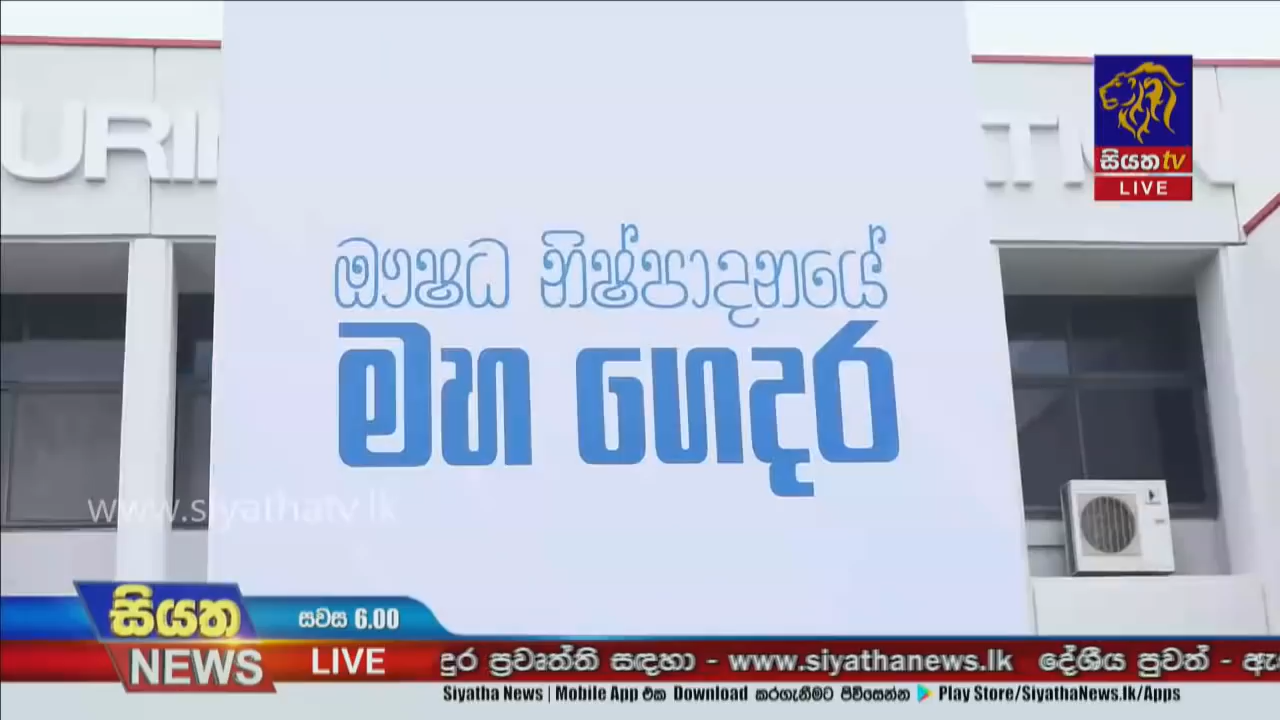 URI
සියත tv
LIVE
ඖෂධ නිෂ්පාදනයේ
මහ ගෙදර
www.siyathatv.lk
සියත
NEWS
සවස 6.00
LIVE
දුර ප්‍රවෘත්ති සඳහා - www.siyathanews.lk දේශීය පුවත් - ඇ
Siyatha News | Mobile App එක Download කරගැනීමට පිවිසෙන්න Play Store/SiyathaNews.lk/Apps